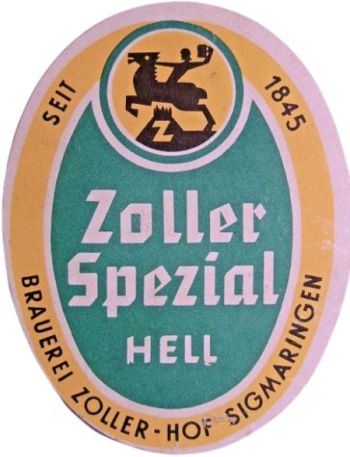 SEIT 1845
Z
Zoller
Spezial
HELL
BRAUEREI ZOLLER-HOF SIGMARINGEN